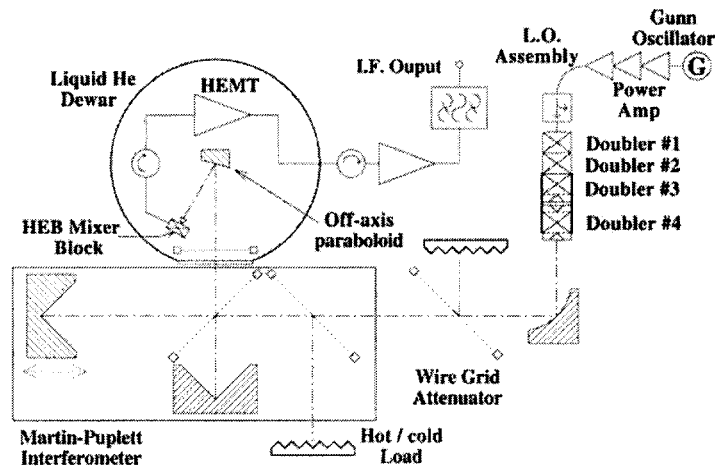 Gunn
Oscillator
L.O.
Assembly
G
Power
Amp
Liquid He
Dewar
HEMT
I.F. Ouput
Doubler #1
Doubler #2
Doubler #3
Doubler #4
HEB Mixer
Block
Off-axis
paraboloid
Wire Grid
Attenuator
Martin-Puplett
Interferometer
Hot / cold
Load